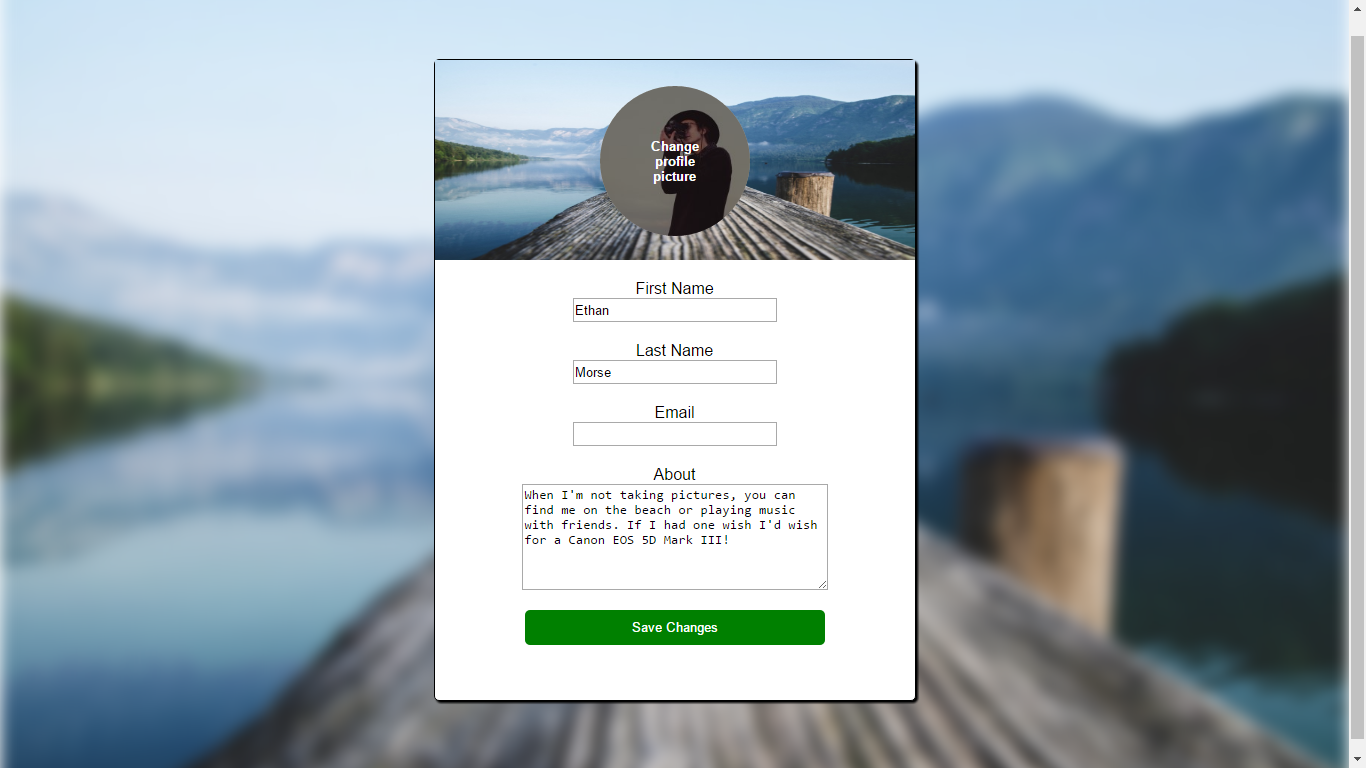 Change
profile
picture
First Name
Ethan
Last Name
Morse
Email
About
When I'm not taking pictures, you can
find me on the beach or playing music
with friends. If I had one wish I'd wish
for a Canon EOS 5D Mark III!
Save Changes